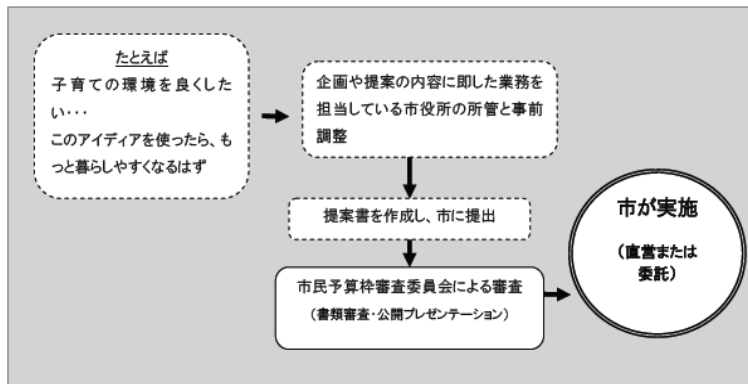 たとえば
子育ての環境を良くした
い・・・
このアイディアを使ったら、も
っと暮らしやすくなるはず
企画や提案の内容に即した業務を
担当している市役所の所管と事前
調整
提案書を作成し、市に提出
市民予算枠審査委員会による審査
（書類審査・公開プレゼンテーション）
市が実施
（直営または
委託）